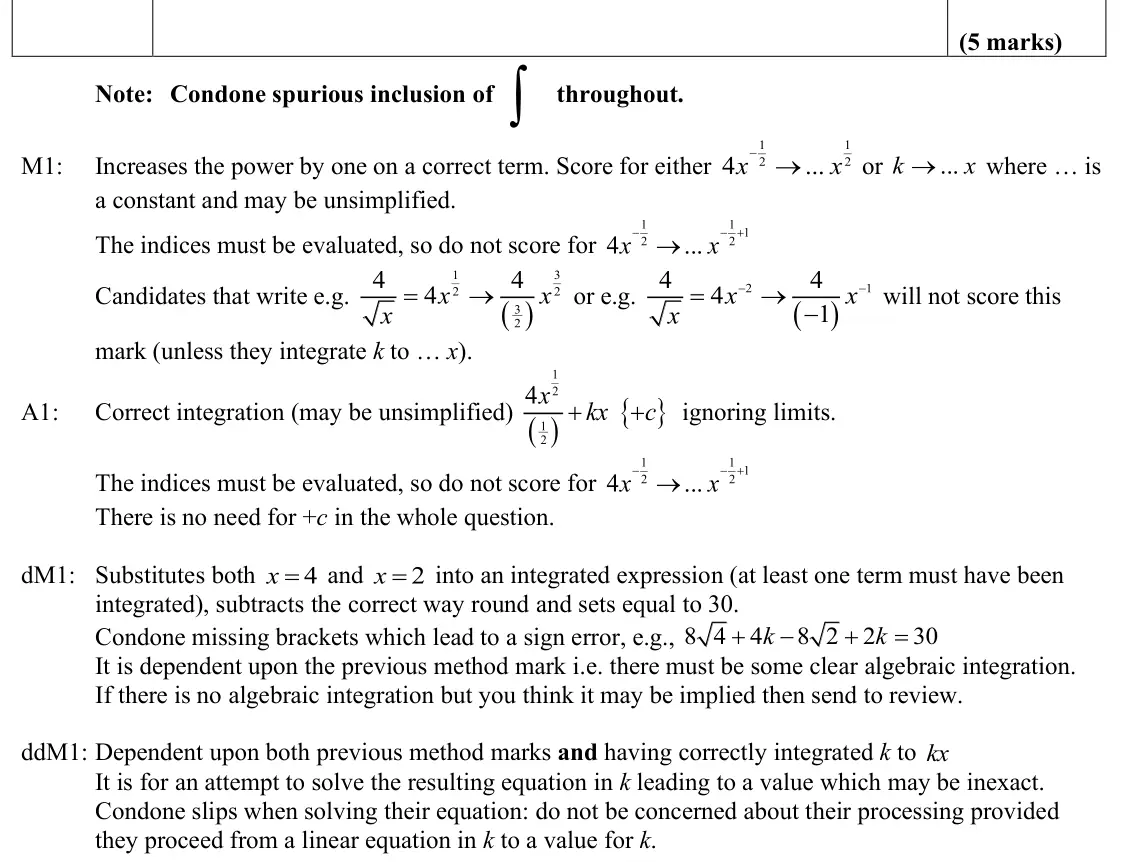 (5 marks)
Note: Condone spurious inclusion of ∫ throughout.
M1: Increases the power by one on a correct term. Score for either 4x^{-1/2} → ... x^{1/2} or k → ... x where … is
a constant and may be unsimplified.
The indices must be evaluated, so do not score for 4x^{-1/2} → ... x^{-1/2+1}
Candidates that write e.g. 4/√x = 4x^{1/2} → 4/(3/2) x^{3/2} or e.g. 4/√x = 4x^{-2} → 4/(-1) x^{-1} will not score this
mark (unless they integrate k to … x).
A1: Correct integration (may be unsimplified) 4x^{1/2}/(1/2) + kx {+c} ignoring limits.
The indices must be evaluated, so do not score for 4x^{-1/2} → ... x^{-1/2+1}
There is no need for +c in the whole question.
dM1: Substitutes both x = 4 and x = 2 into an integrated expression (at least one term must have been
integrated), subtracts the correct way round and sets equal to 30.
Condone missing brackets which lead to a sign error, e.g., 8√4 + 4k − 8√2 + 2k = 30
It is dependent upon the previous method mark i.e. there must be some clear algebraic integration.
If there is no algebraic integration but you think it may be implied then send to review.
ddM1: Dependent upon both previous method marks and having correctly integrated k to kx
It is for an attempt to solve the resulting equation in k leading to a value which may be inexact.
Condone slips when solving their equation: do not be concerned about their processing provided
they proceed from a linear equation in k to a value for k.